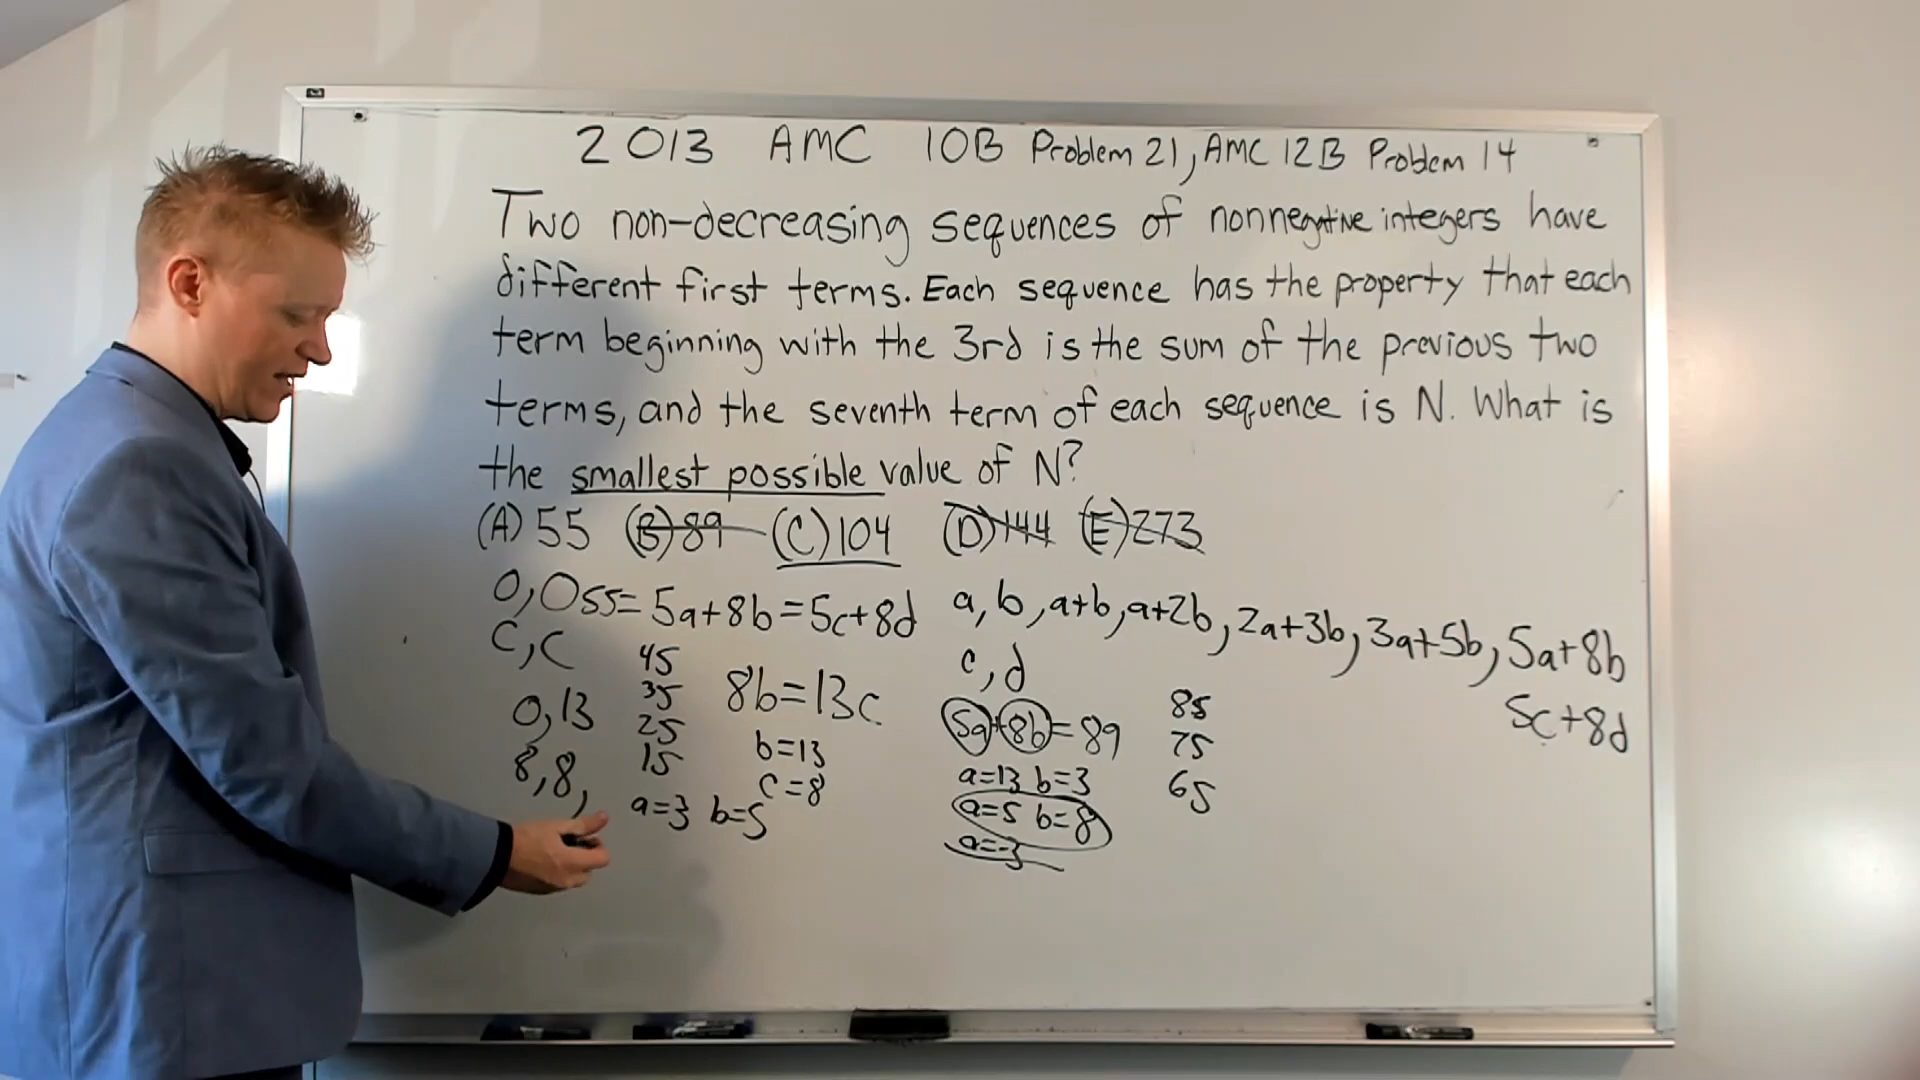 2013 AMC 10B Problem 21, AMC 12B Problem 14
Two non-decreasing sequences of nonnegative integers have
different first terms. Each sequence has the property that each
term beginning with the 3rd is the sum of the previous two
terms, and the seventh term of each sequence is N. What is
the smallest possible value of N?
(A) 55 (B) 89 (C) 104 (D) 144 (E) 273
0, 0
55 = 5a+8b = 5c+8d
a, b, a+b, a+2b, 2a+3b, 3a+5b, 5a+8b
c, c
45
c, d
5c+8d
35
8b = 13c
85
0, 13
25
5a+8b = 89
75
15
b=13
a=13 b=3
65
8, 8,
c=8
a=3 b=5
a=5 b=8
a=-3